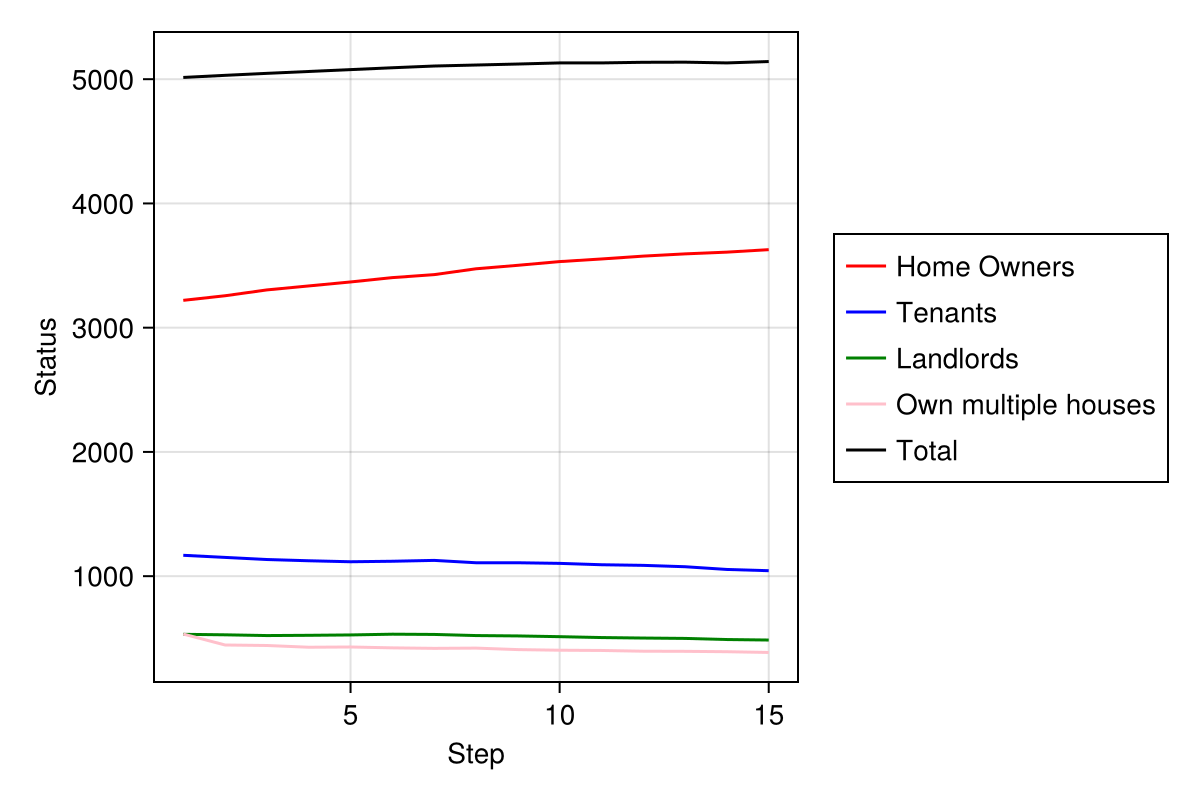 5000
4000
3000
2000
1000
Status
5
10
15
Step
Home Owners
Tenants
Landlords
Own multiple houses
Total